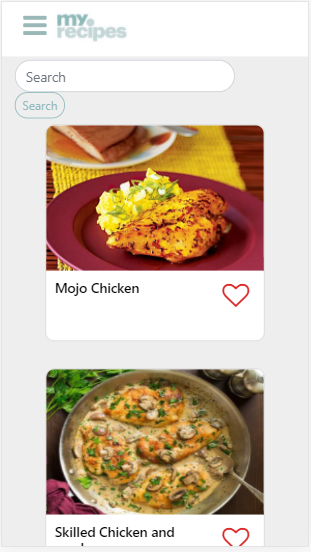 my.
recipes
Search
Search
Mojo Chicken
Skilled Chicken and